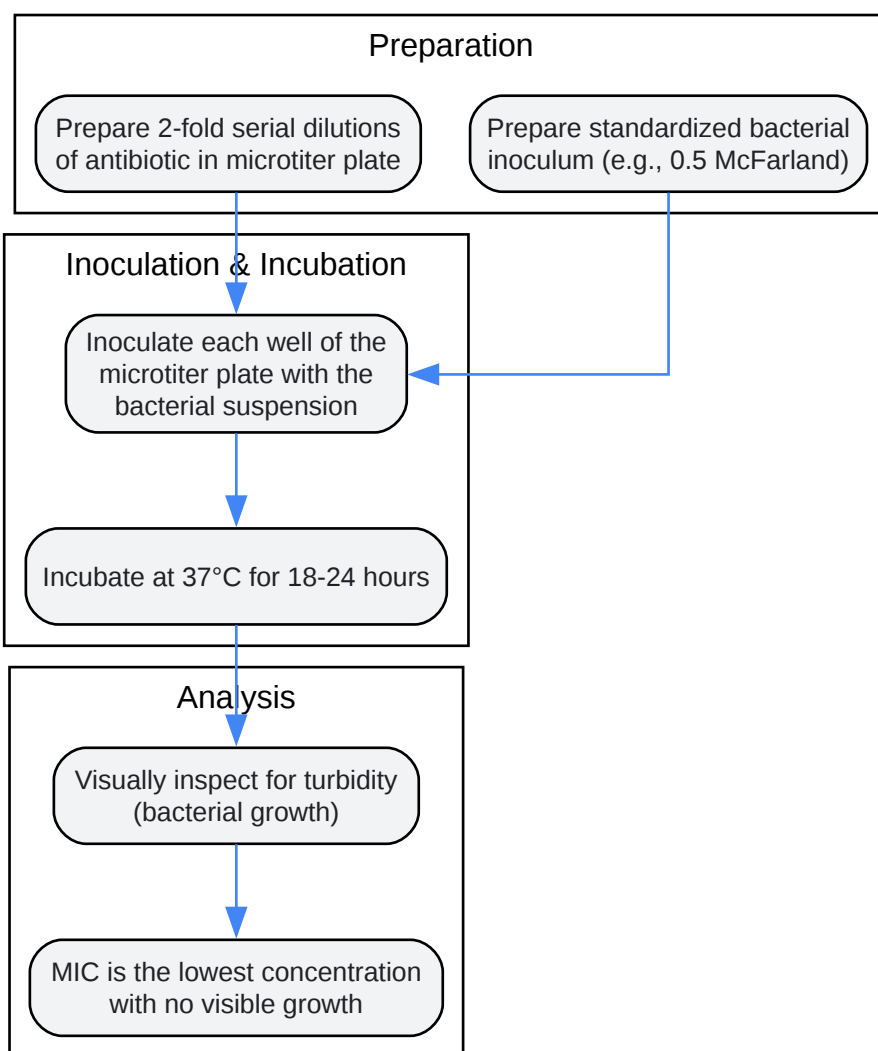 Preparation
Prepare 2-fold serial dilutions
of antibiotic in microtiter plate
Prepare standardized bacterial
inoculum (e.g., 0.5 McFarland)
Inoculation & Incubation
Inoculate each well of the
microtiter plate with the
bacterial suspension
Incubate at 37°C for 18-24 hours
Analysis
Visually inspect for turbidity
(bacterial growth)
MIC is the lowest concentration
with no visible growth